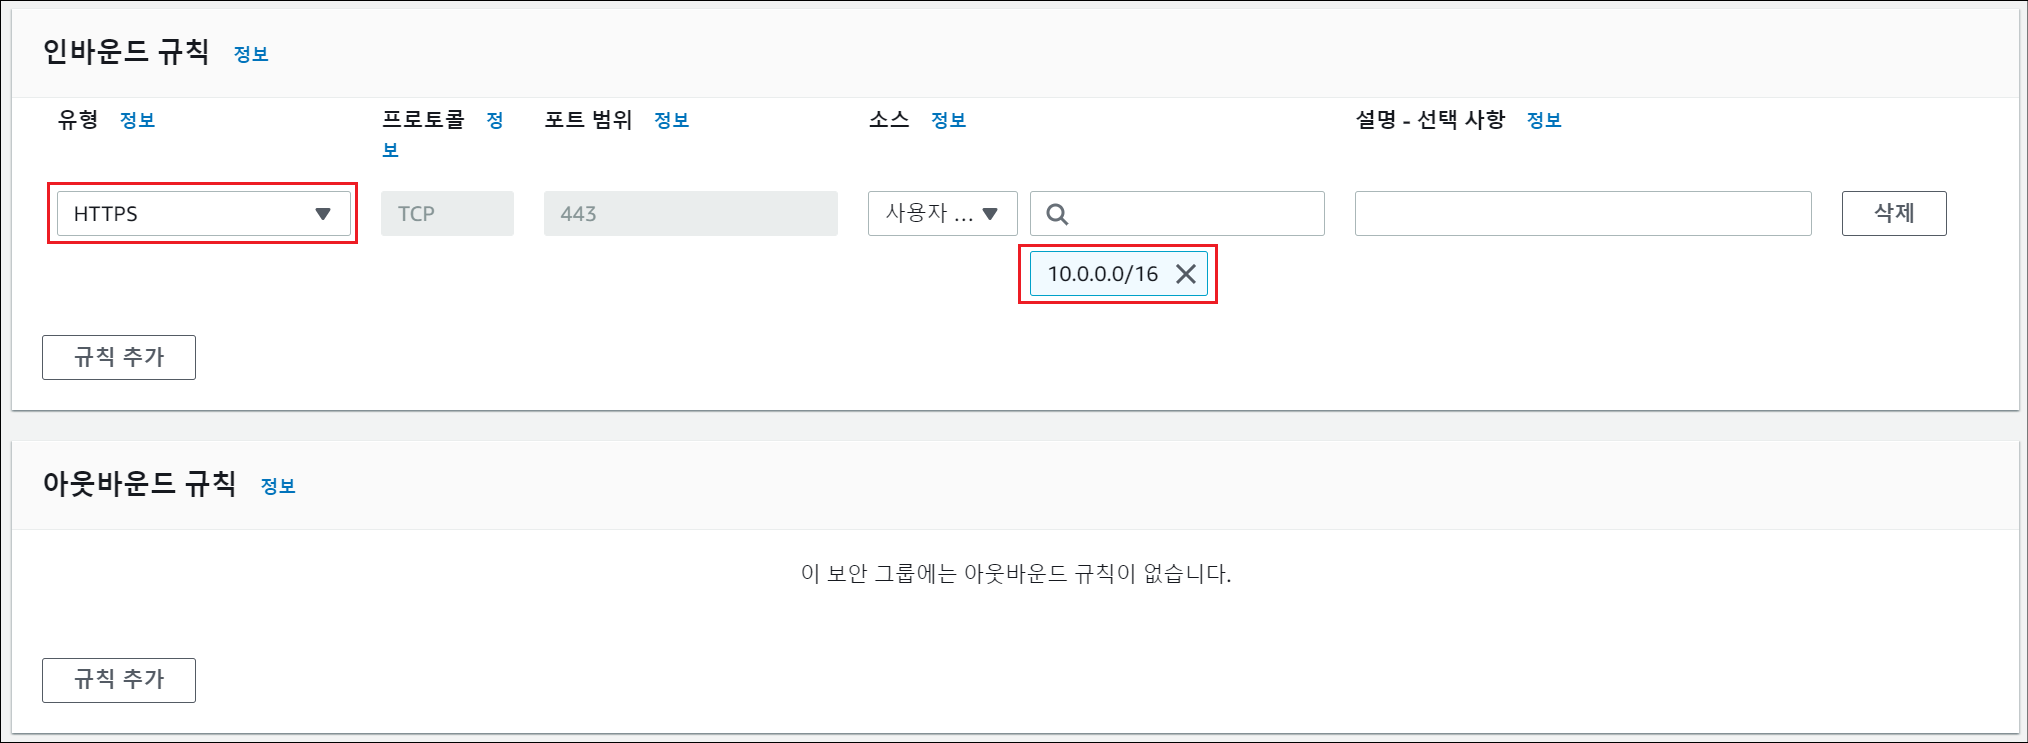 인바운드 규칙 정보
유형 정보 프로토콜 정보 포트 범위 정보 소스 정보 설명 - 선택 사항 정보
HTTPS TCP 443 사용자 ... 삭제
10.0.0.0/16
규칙 추가
아웃바운드 규칙 정보
이 보안 그룹에는 아웃바운드 규칙이 없습니다.
규칙 추가